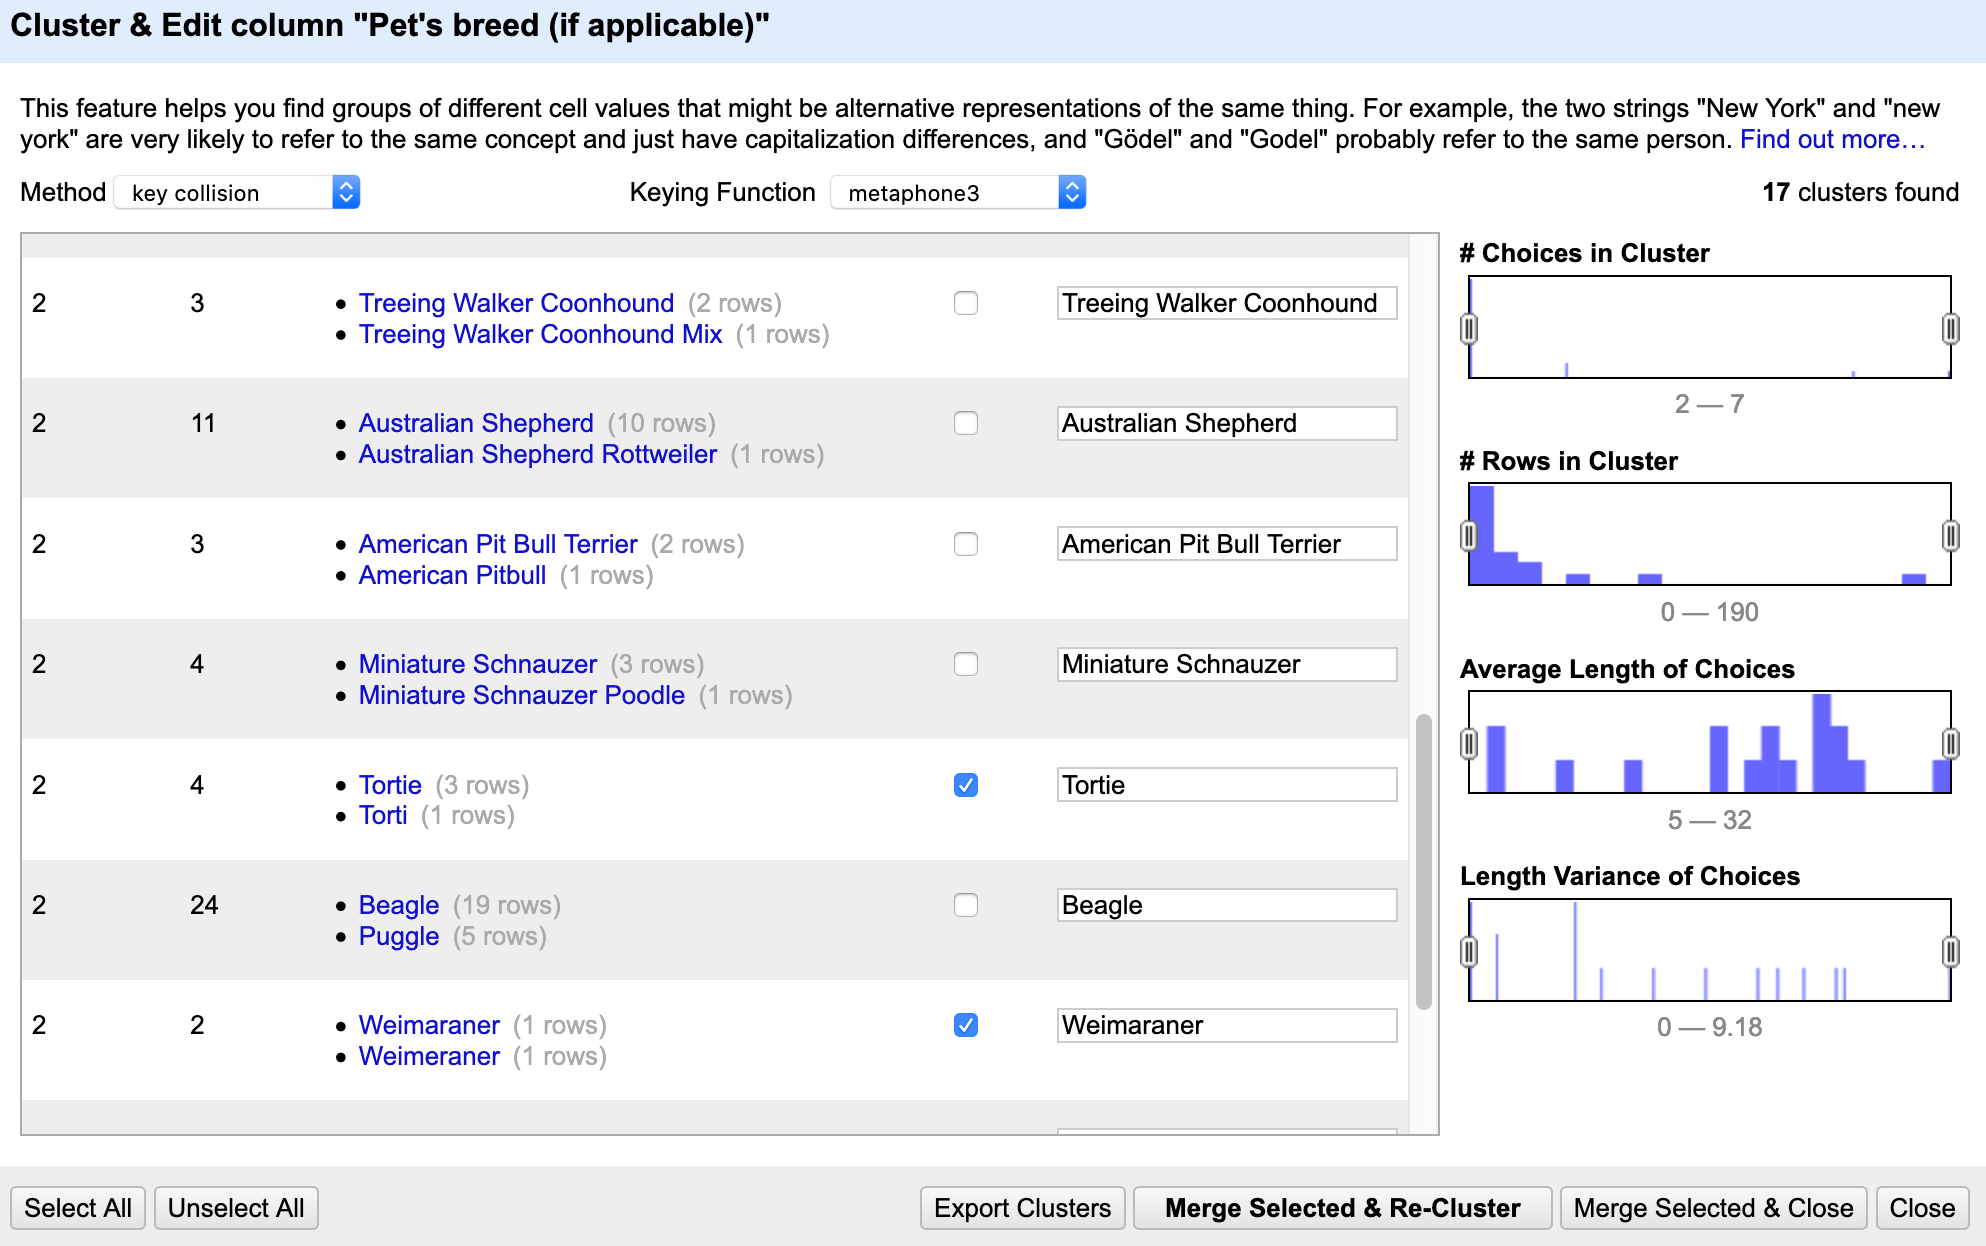 Cluster & Edit column "Pet's breed (if applicable)"
This feature helps you find groups of different cell values that might be alternative representations of the same thing. For example, the two strings "New York" and "new
york" are very likely to refer to the same concept and just have capitalization differences, and "Gödel" and "Godel" probably refer to the same person. Find out more…
Method key collision Keying Function metaphone3 17 clusters found
2 3 • Treeing Walker Coonhound (2 rows) Treeing Walker Coonhound
• Treeing Walker Coonhound Mix (1 rows)
2 11 • Australian Shepherd (10 rows) Australian Shepherd
• Australian Shepherd Rottweiler (1 rows)
2 3 • American Pit Bull Terrier (2 rows) American Pit Bull Terrier
• American Pitbull (1 rows)
2 4 • Miniature Schnauzer (3 rows) Miniature Schnauzer
• Miniature Schnauzer Poodle (1 rows)
2 4 • Tortie (3 rows) Tortie
• Torti (1 rows)
2 24 • Beagle (19 rows) Beagle
• Puggle (5 rows)
2 2 • Weimaraner (1 rows) Weimaraner
• Weimeraner (1 rows)
# Choices in Cluster
2 — 7
# Rows in Cluster
0 — 190
Average Length of Choices
5 — 32
Length Variance of Choices
0 — 9.18
Select All Unselect All Export Clusters Merge Selected & Re-Cluster Merge Selected & Close Close